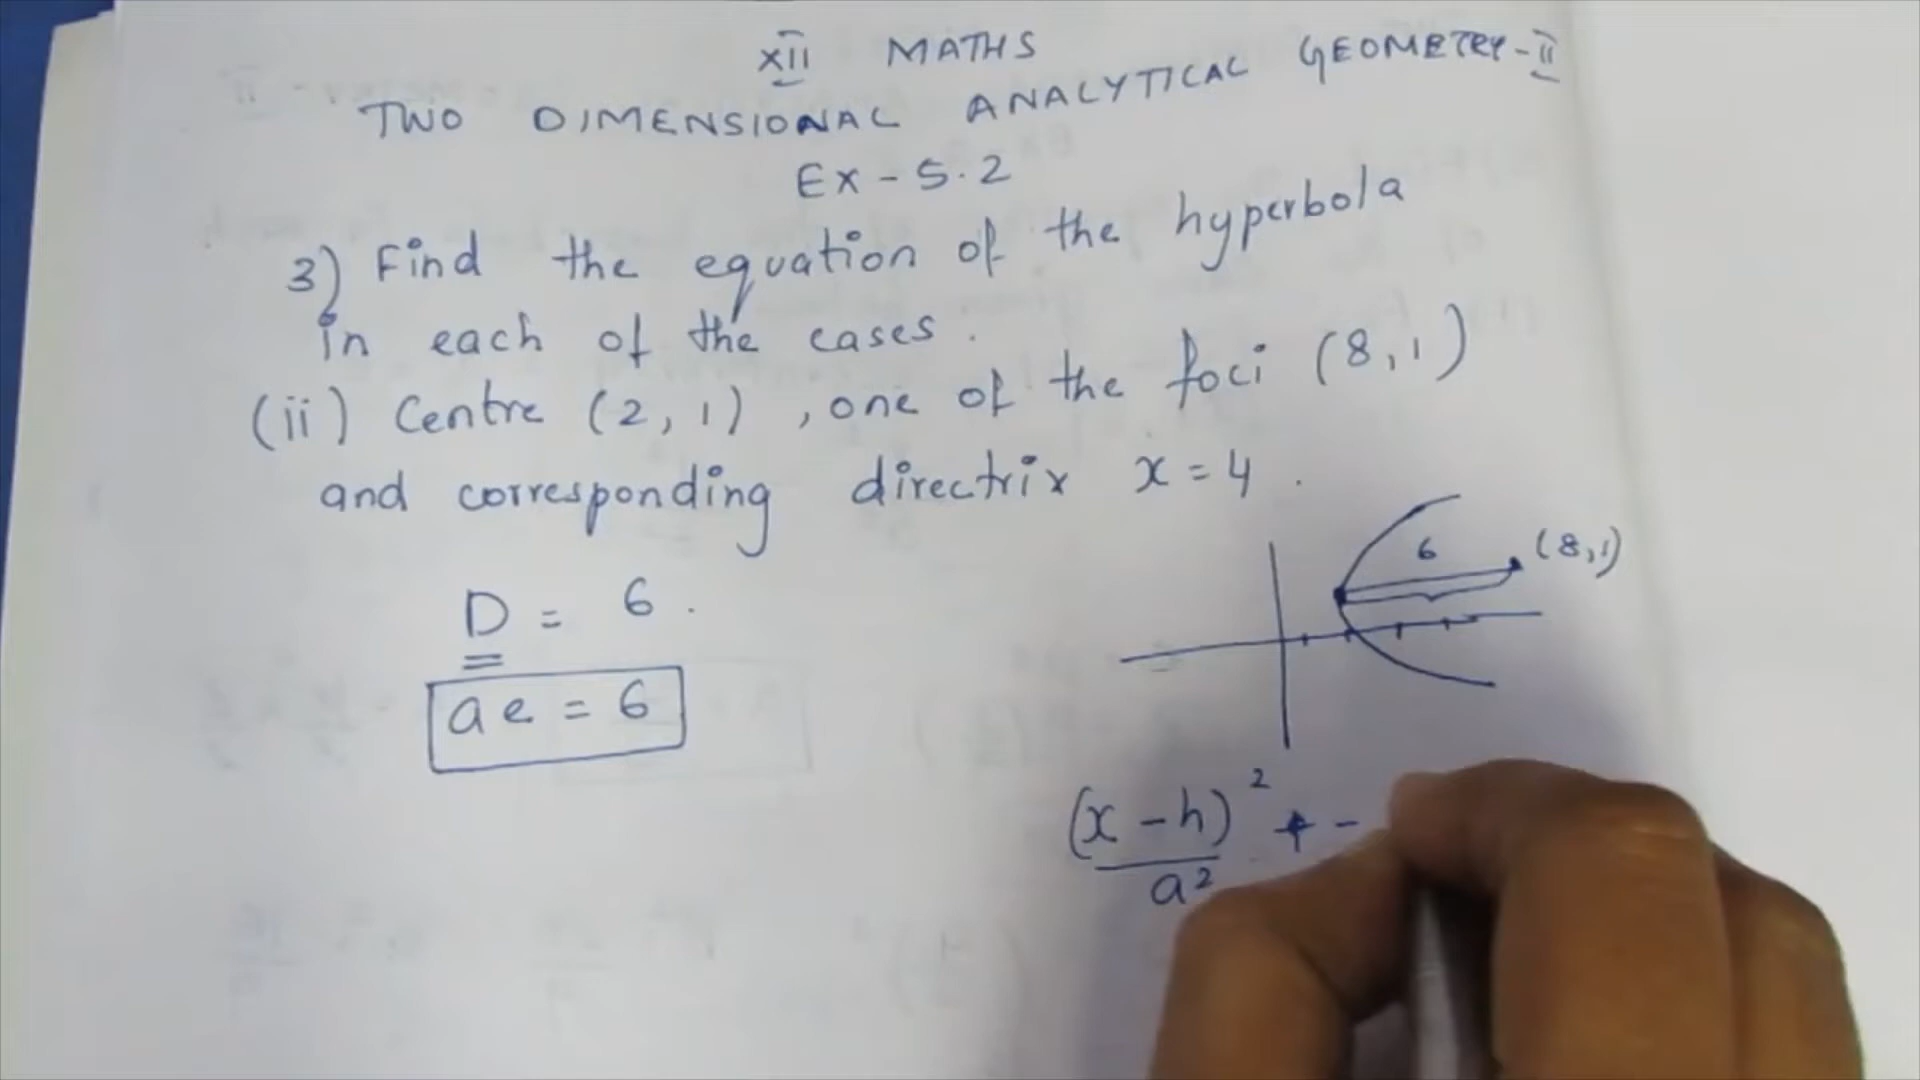 XII MATHS
TWO DIMENSIONAL ANALYTICAL GEOMETRY-II
Ex-5.2
3) Find the equation of the hyperbola
in each of the cases.
(ii) Centre (2,1), one of the foci (8,1)
and corresponding directrix x = 4.
D = 6.
ae = 6
6
(8,1)
(x-h)² + -
a²